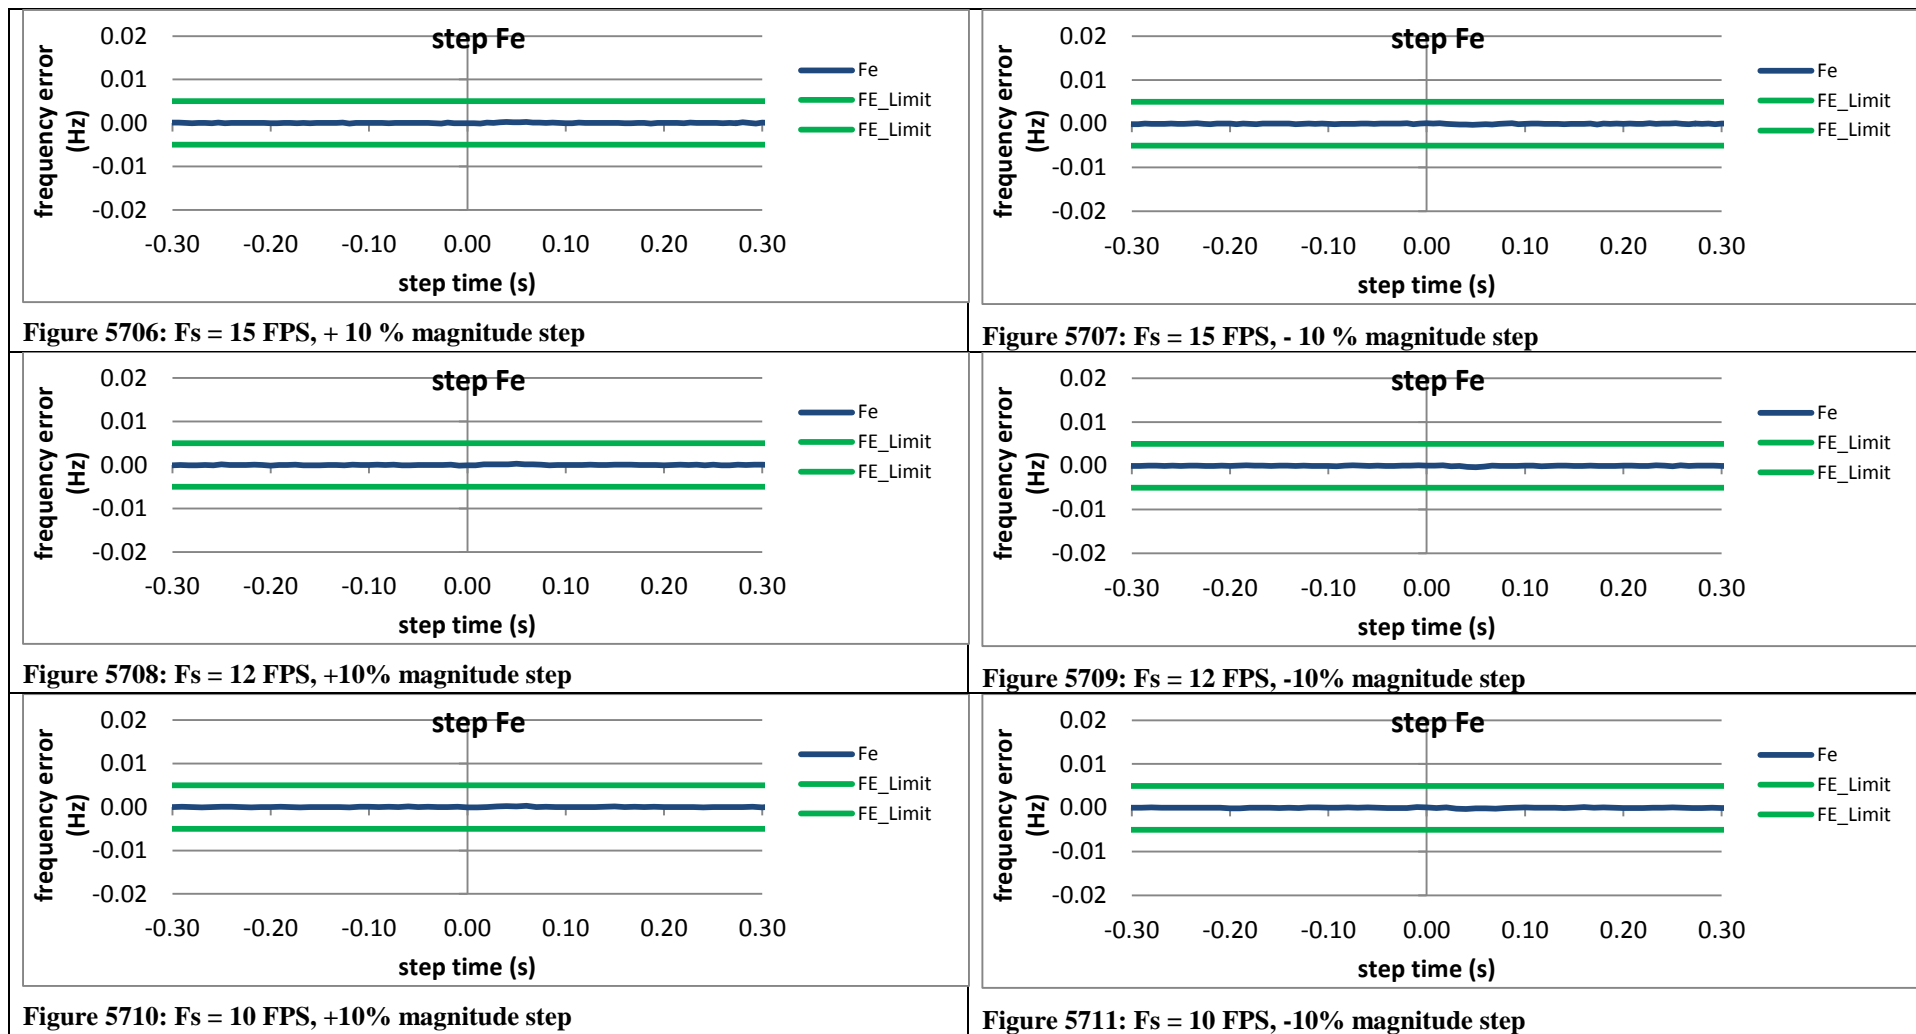 step Fe
frequency error
(Hz)
0.02
0.01
0.00
-0.01
-0.02
-0.30 -0.20 -0.10 0.00 0.10 0.20 0.30
step time (s)
Fe
FE_Limit
FE_Limit
Figure 5706: Fs = 15 FPS, + 10 % magnitude step
step Fe
frequency error
(Hz)
0.02
0.01
0.00
-0.01
-0.02
-0.30 -0.20 -0.10 0.00 0.10 0.20 0.30
step time (s)
Fe
FE_Limit
FE_Limit
Figure 5707: Fs = 15 FPS, - 10 % magnitude step
step Fe
frequency error
(Hz)
0.02
0.01
0.00
-0.01
-0.02
-0.30 -0.20 -0.10 0.00 0.10 0.20 0.30
step time (s)
Fe
FE_Limit
FE_Limit
Figure 5708: Fs = 12 FPS, +10% magnitude step
step Fe
frequency error
(Hz)
0.02
0.01
0.00
-0.01
-0.02
-0.30 -0.20 -0.10 0.00 0.10 0.20 0.30
step time (s)
Fe
FE_Limit
FE_Limit
Figure 5709: Fs = 12 FPS, -10% magnitude step
step Fe
frequency error
(Hz)
0.02
0.01
0.00
-0.01
-0.02
-0.30 -0.20 -0.10 0.00 0.10 0.20 0.30
step time (s)
Fe
FE_Limit
FE_Limit
Figure 5710: Fs = 10 FPS, +10% magnitude step
step Fe
frequency error
(Hz)
0.02
0.01
0.00
-0.01
-0.02
-0.30 -0.20 -0.10 0.00 0.10 0.20 0.30
step time (s)
Fe
FE_Limit
FE_Limit
Figure 5711: Fs = 10 FPS, -10% magnitude step